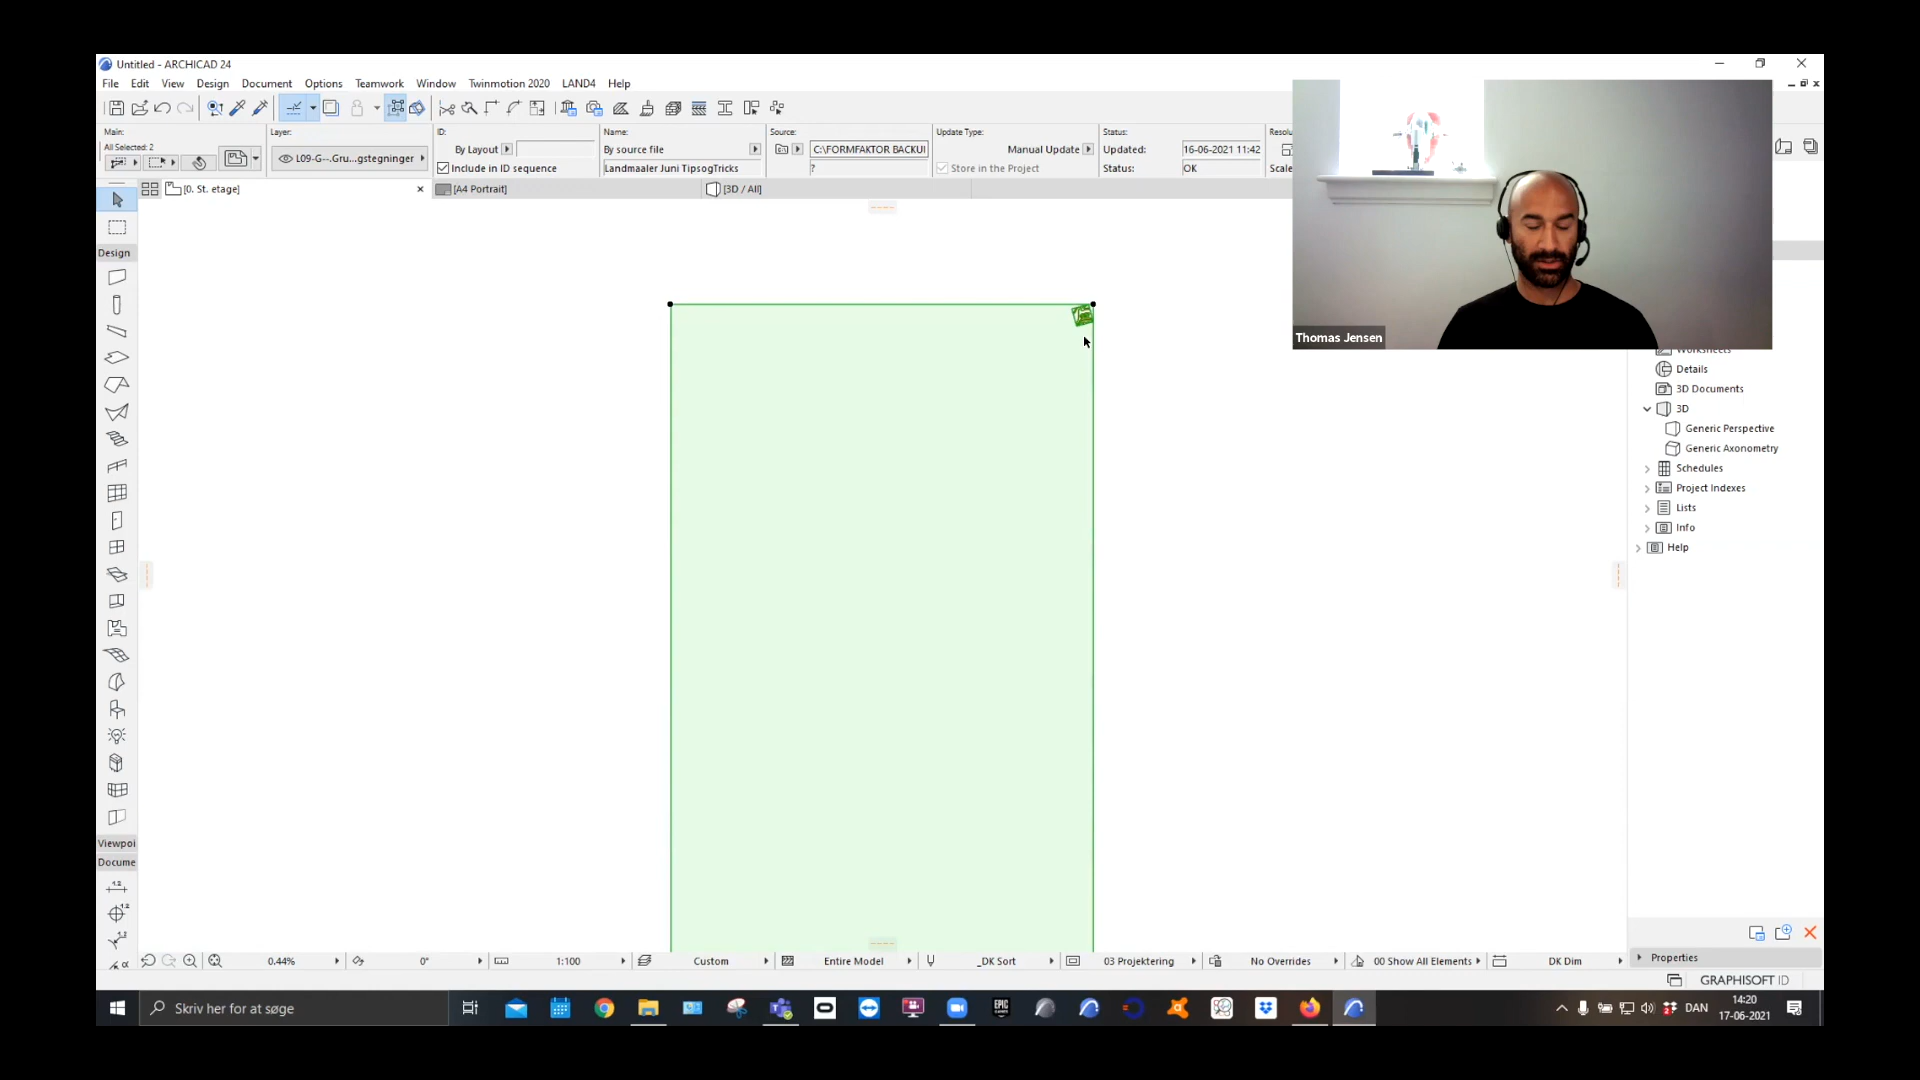 Untitled - ARCHICAD 24
File Edit View Design Document Options Teamwork Window Twinmotion 2020 LAND4 Help
Main:
All Selected: 2
Layer:
L09-G--.Gru...gstegninger
ID:
By Layout
Include in ID sequence
Name:
By source file
Landmaaler Juni TipsogTricks
Source:
C:\FORMFAKTOR BACKUI
?
Update Type:
Manual Update
Store in the Project
Status:
Updated: 16-06-2021 11:42
Status: OK
Resolu
Scale
[0. St. etage]
[A4 Portrait]
[3D / All]
Design
Viewpoi
Docume
Thomas Jensen
Worksheets
Details
3D Documents
3D
Generic Perspective
Generic Axonometry
Schedules
Project Indexes
Lists
Info
Help
0.44% 0° 1:100 Custom Entire Model _DK Sort 03 Projektering No Overrides 00 Show All Elements DK Dim
Properties
GRAPHISOFT ID
Skriv her for at søge
EPIC GAMES
DAN
14:20
17-06-2021